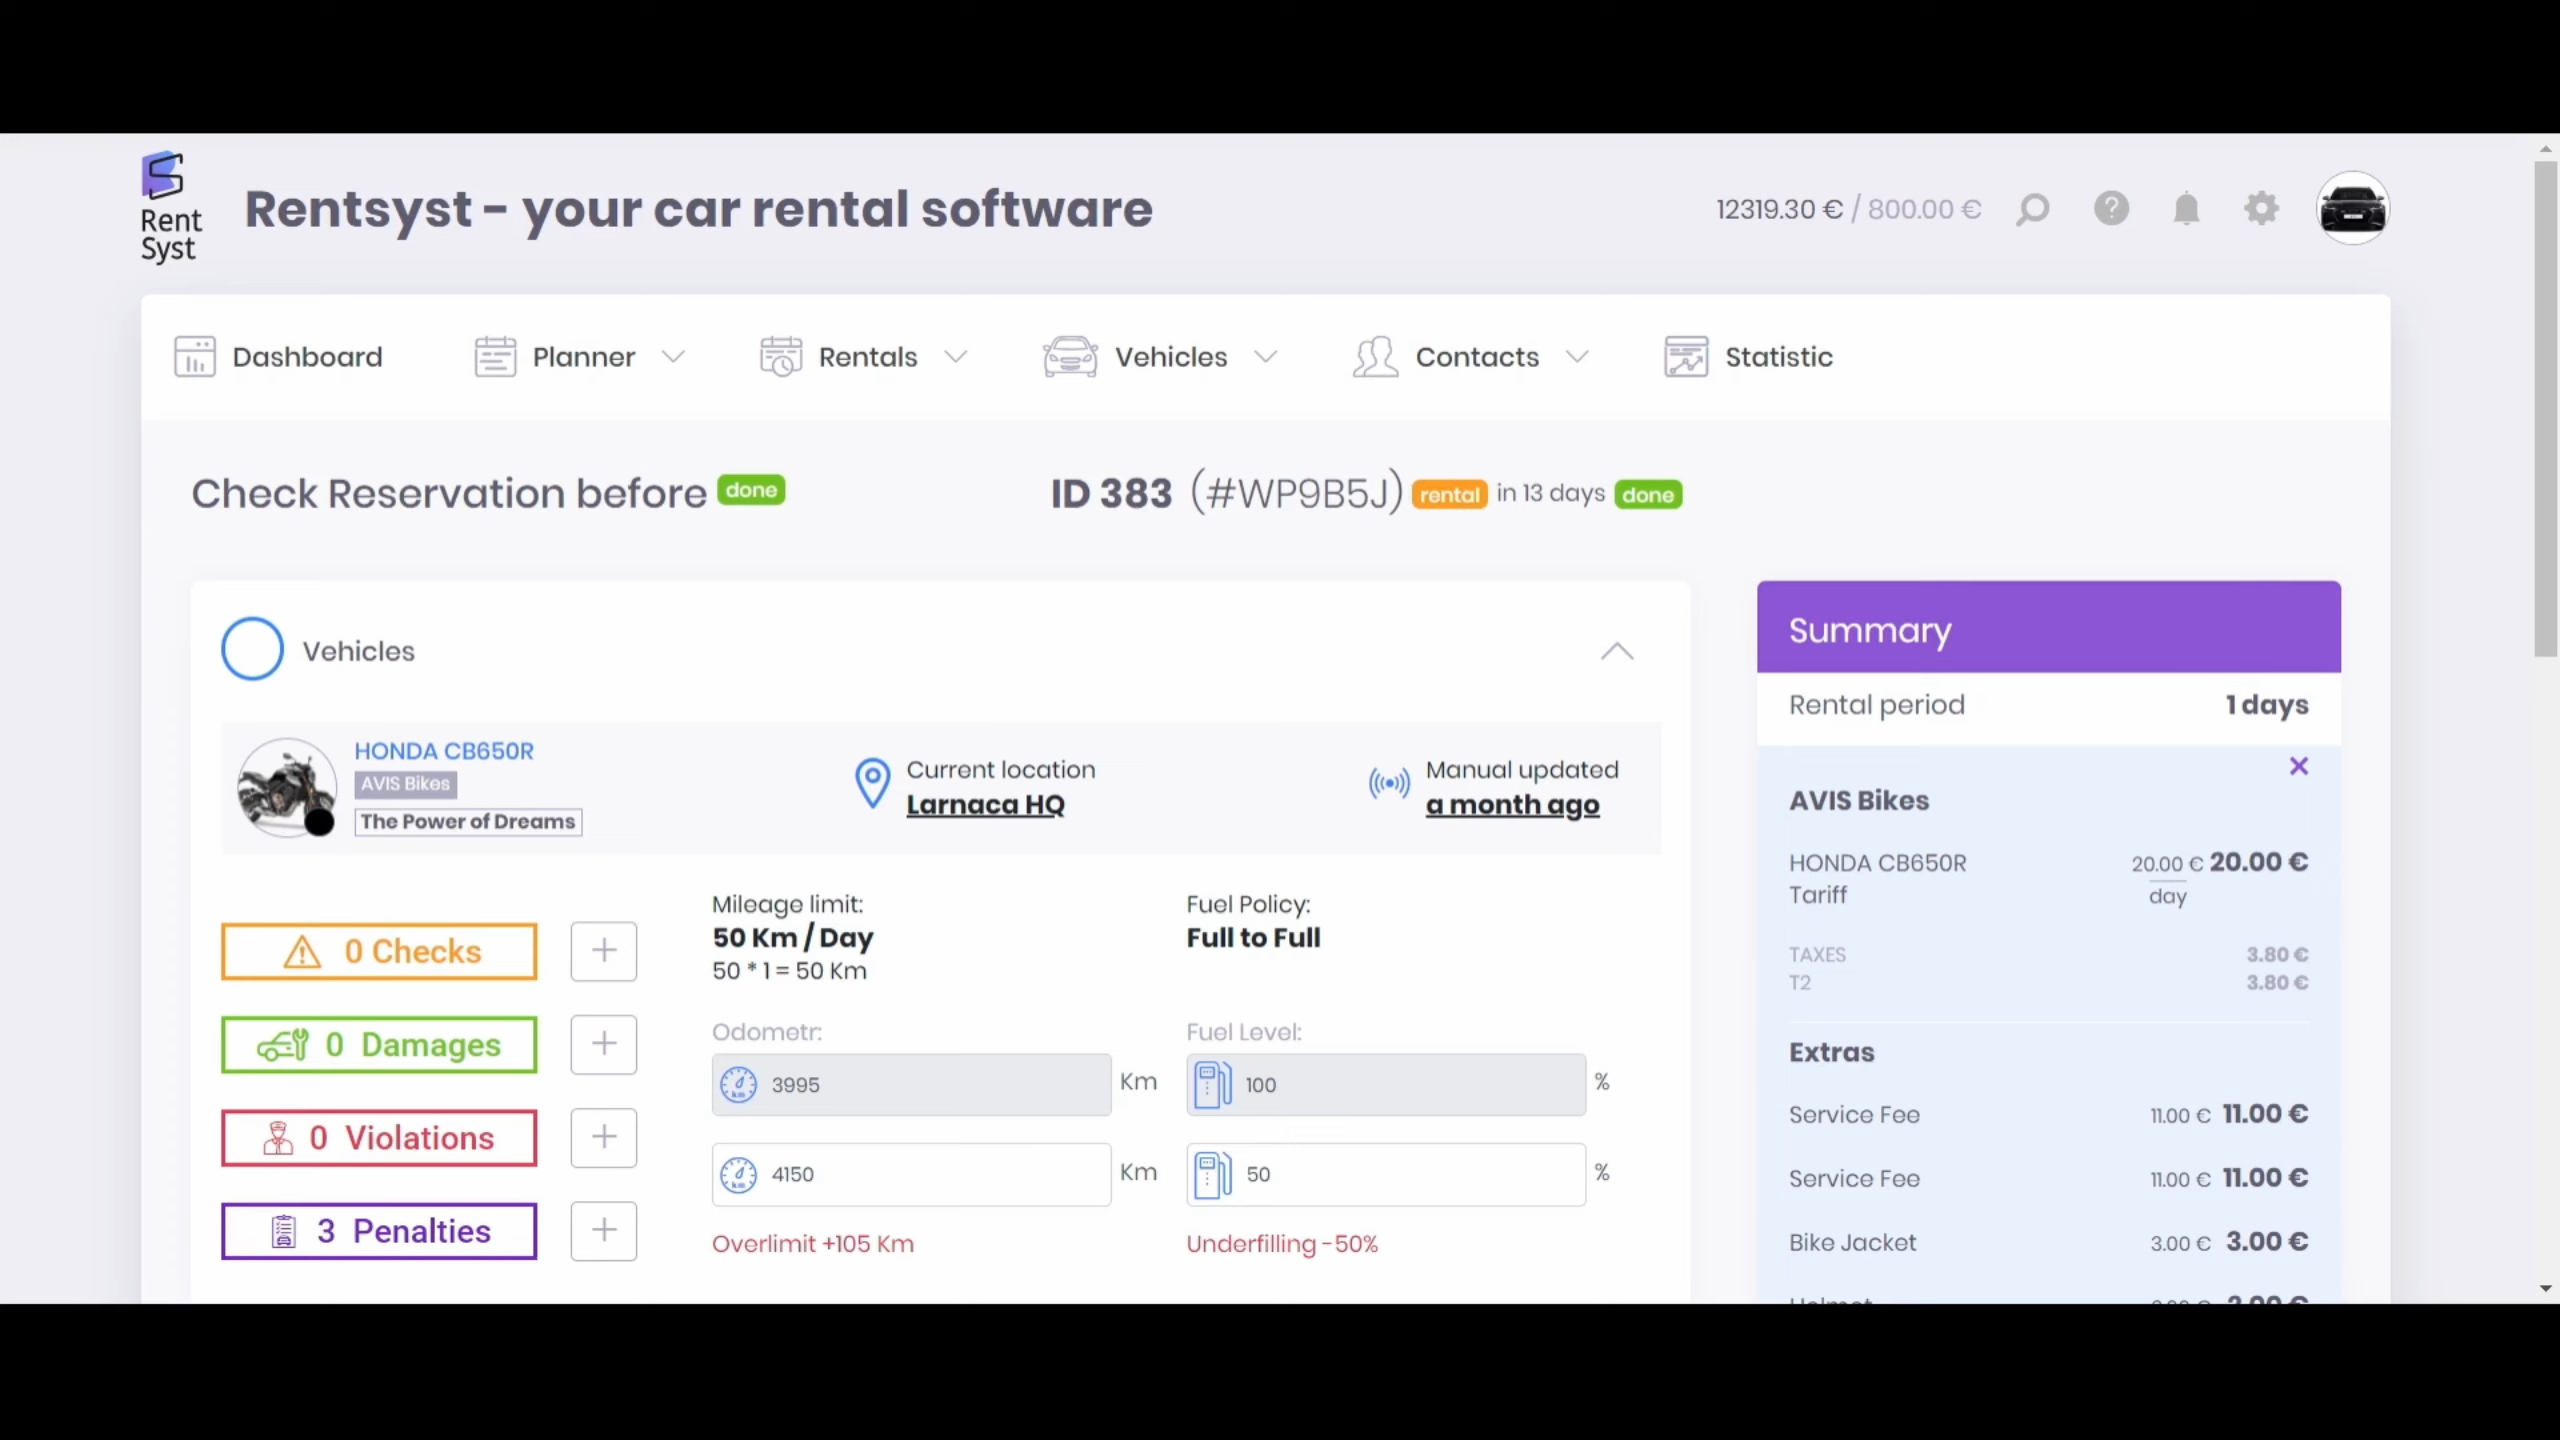 Rent
Syst
Rentsyst - your car rental software
12319.30 € / 800.00 €
Dashboard
Planner
Rentals
Vehicles
Contacts
Statistic
Check Reservation before done
ID 383 (#WP9B5J) rental in 13 days done
Vehicles
HONDA CB650R
AVIS Bikes
The Power of Dreams
Current location
Larnaca HQ
Manual updated
a month ago
0 Checks
0 Damages
0 Violations
3 Penalties
Mileage limit:
50 Km / Day
50 * 1 = 50 Km
Fuel Policy:
Full to Full
Odometr:
3995 Km
4150 Km
Overlimit +105 Km
Fuel Level:
100 %
50 %
Underfilling -50%
Summary
Rental period 1 days
AVIS Bikes
HONDA CB650R 20.00 € 20.00 €
Tariff day
TAXES 3.80 €
T2 3.80 €
Extras
Service Fee 11.00 € 11.00 €
Service Fee 11.00 € 11.00 €
Bike Jacket 3.00 € 3.00 €